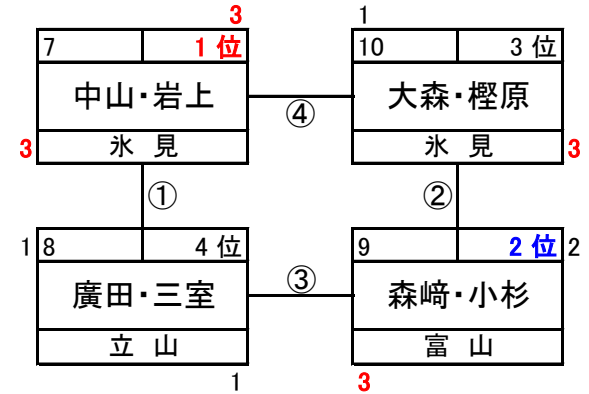 3 1
7 1位 10 3位
中山・岩上 ④ 大森・樫原
3 氷見 氷見 3
① ②
1 8 4位 9 2位 2
廣田・三室 ③ 森﨑・小杉
立山 富山
1 3